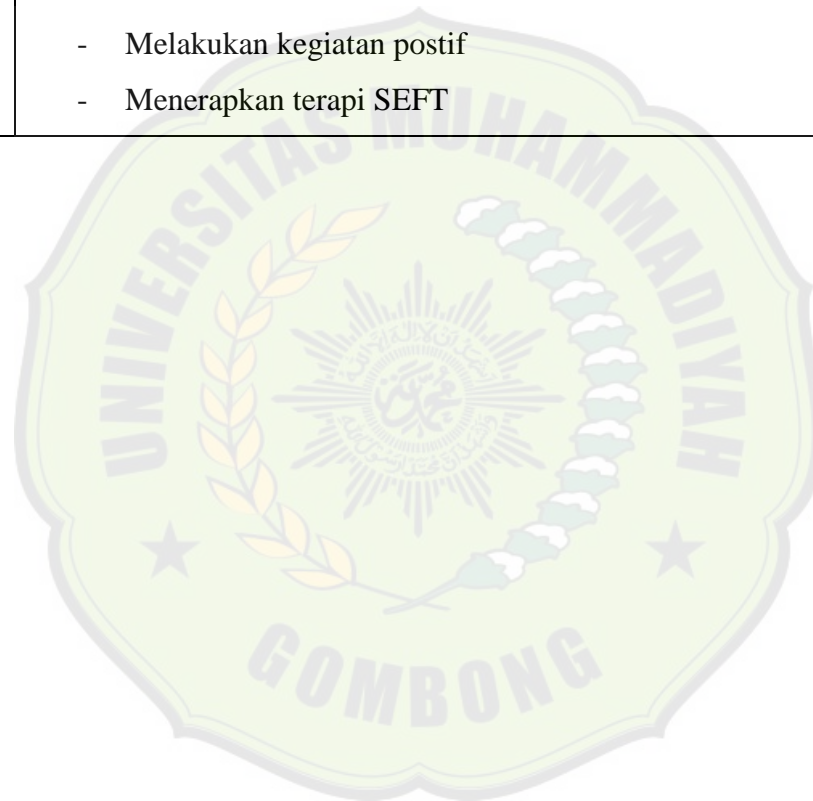 - Melakukan kegiatan postif
- Menerapkan terapi SEFT
UNIVERSITAS MUHAMMADIYAH
GOMBONG